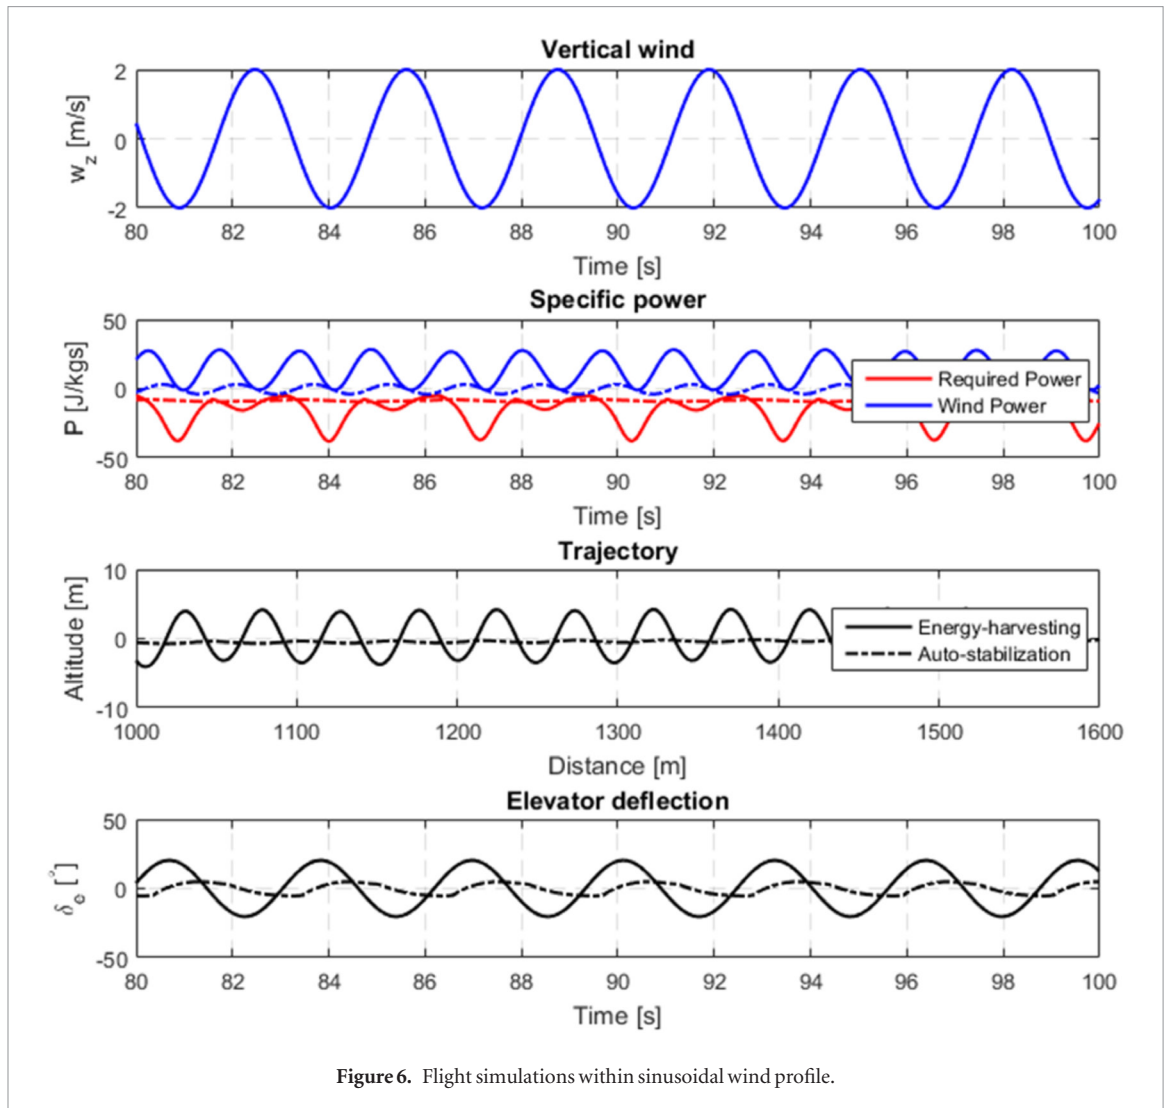 Vertical wind
2
0
-2
w_z [m/s]
80 82 84 86 88 90 92 94 96 98 100
Time [s]
Specific power
50
0
-50
P [J/kgs]
Required Power
Wind Power
80 82 84 86 88 90 92 94 96 98 100
Time [s]
Trajectory
10
0
-10
Altitude [m]
Energy-harvesting
Auto-stabilization
1000 1100 1200 1300 1400 1500 1600
Distance [m]
Elevator deflection
50
0
-50
δ_e [°]
80 82 84 86 88 90 92 94 96 98 100
Time [s]
Figure 6. Flight simulations within sinusoidal wind profile.